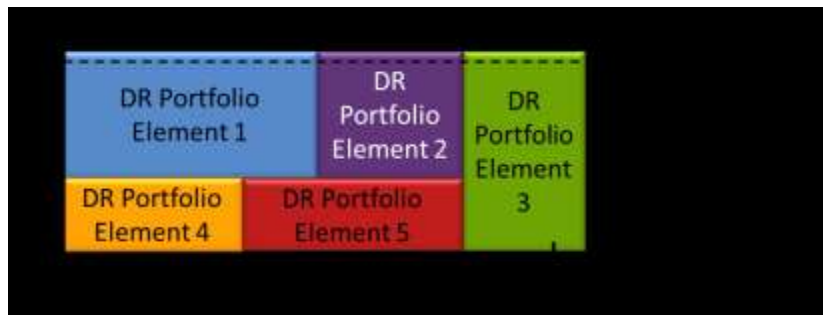 DR Portfolio
Element 1
DR
Portfolio
Element 2
DR
Portfolio
Element
3
DR Portfolio
Element 4
DR Portfolio
Element 5